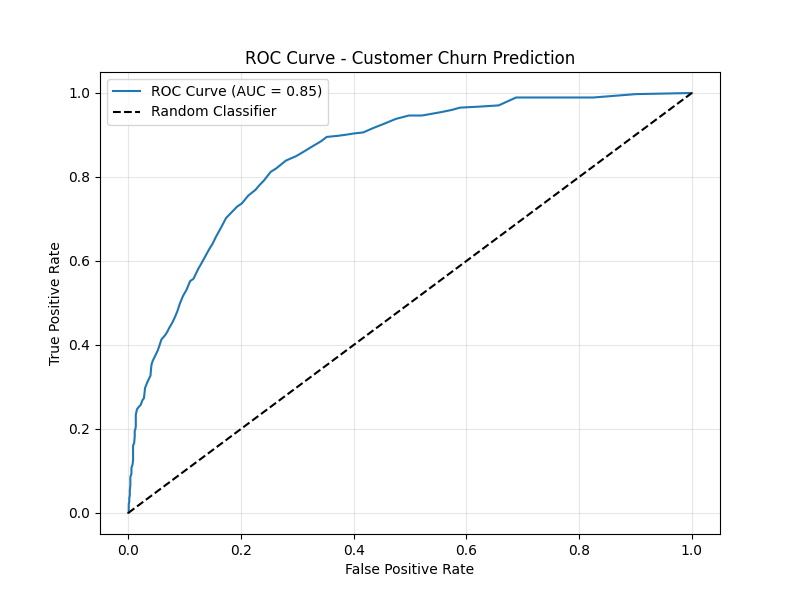 ROC Curve - Customer Churn Prediction
ROC Curve (AUC = 0.85)
Random Classifier
True Positive Rate
1.0
0.8
0.6
0.4
0.2
0.0
0.0 0.2 0.4 0.6 0.8 1.0
False Positive Rate